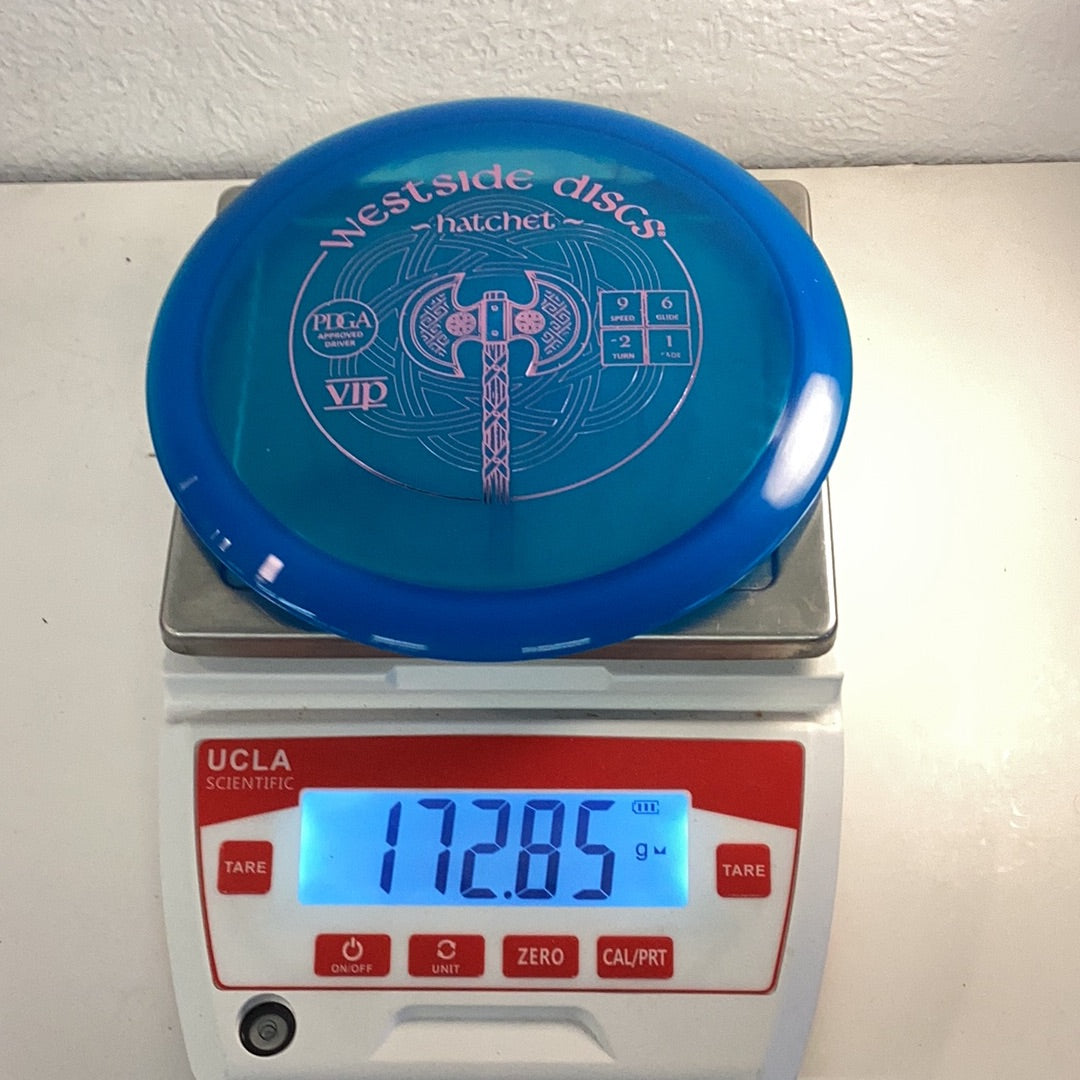 westside discs®
~hatchet~
PDGA
APPROVED
DRIVER
VIP
9 6
SPEED GLIDE
-2 1
TURN
UCLA
SCIENTIFIC
172.85 g
TARE
TARE
ON/OFF
UNIT
ZERO
CAL/PRT